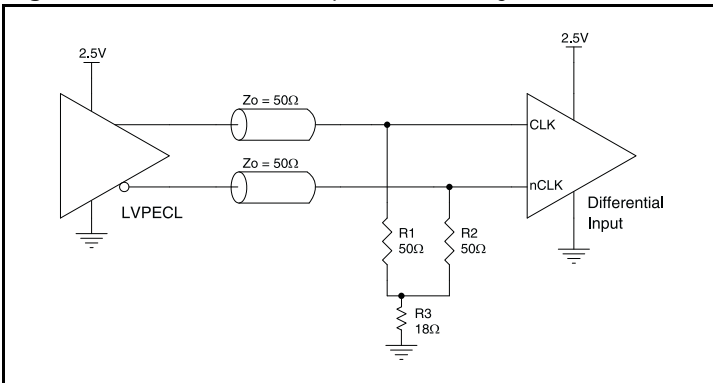 2.5V
2.5V
Zo = 50Ω
CLK
Zo = 50Ω
nCLK
LVPECL
Differential
Input
R1
50Ω
R2
50Ω
R3
18Ω